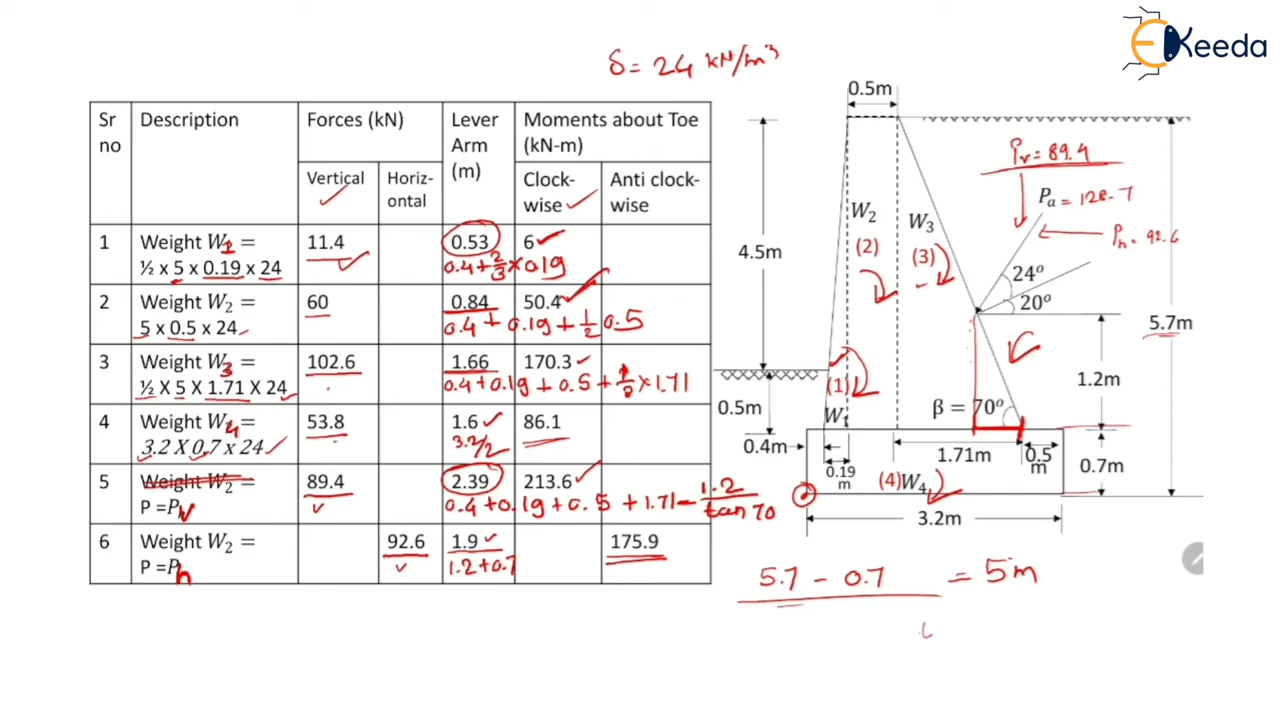 EKeeda
δ = 24 kN/m³
Sr no
Description
Forces (kN)
Lever Arm (m)
Moments about Toe (kN-m)
Vertical
Horiz-ontal
Clock-wise
Anti clock-wise
1
Weight W1 =
½ x 5 x 0.19 x 24
11.4
0.53
0.4+2/3×0.19
6
2
Weight W2 =
5 x 0.5 x 24
60
0.84
0.4 + 0.19 + 1/2 0.5
50.4
3
Weight W3 =
½ X 5 X 1.71 X 24
102.6
1.66
0.4+0.19 + 0.5 + 1/3 ×1.71
170.3
4
Weight W4 =
3.2 X 0.7 x 24
53.8
1.6
3.2/2
86.1
5
Weight W2 =
P =Pv
89.4
2.39
0.4+0.19 + 0.5 + 1.71 - 1.2/tan 70
213.6
6
Weight W2 =
P =Ph
92.6
1.9
1.2+0.7
175.9
0.5m
Pv = 89.4
Pa = 128.7
Ph = 92.6
W2
(2)
W3
(3)
4.5m
24°
20°
5.7m
1.2m
(1)
W1
β = 70°
0.5m
0.4m
0.19 m
1.71m
0.5 m
0.7m
(4)W4
3.2m
5.7 - 0.7 = 5m